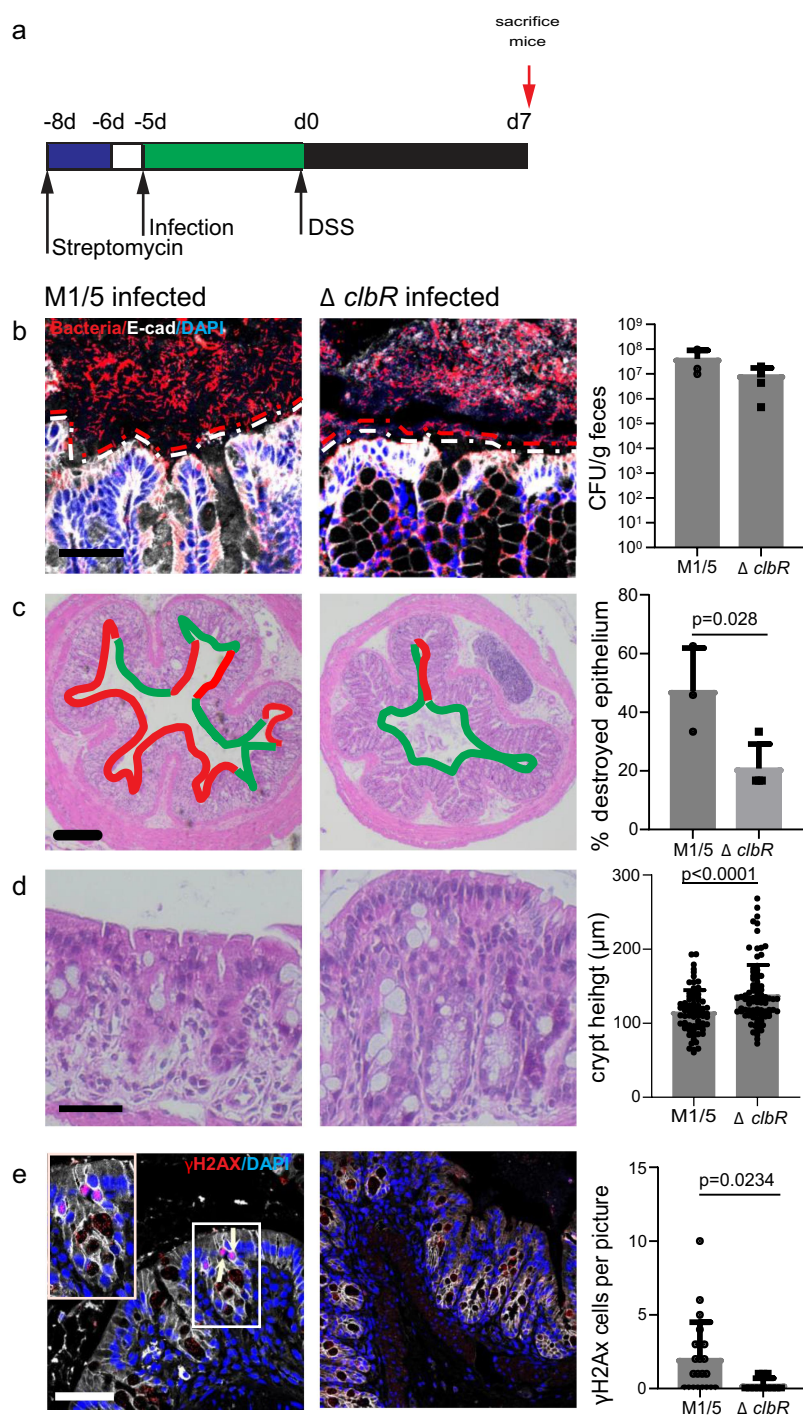 a
sacrifice
mice
-8d -6d -5d d0 d7
Infection DSS
Streptomycin
M1/5 infected Δ clbR infected
b
Bacteria/E-cad/DAPI
CFU/g feces
10⁹
10⁸
10⁷
10⁶
10⁵
10⁴
10³
10²
10¹
10⁰
M1/5 Δ clbR
c
% destroyed epithelium
80
60
40
20
0
p=0.028
M1/5 Δ clbR
d
crypt heihgt (µm)
300
200
100
0
p<0.0001
M1/5 Δ clbR
e
γH2AX/DAPI
γH2Ax cells per picture
15
10
5
0
p=0.0234
M1/5 Δ clbR